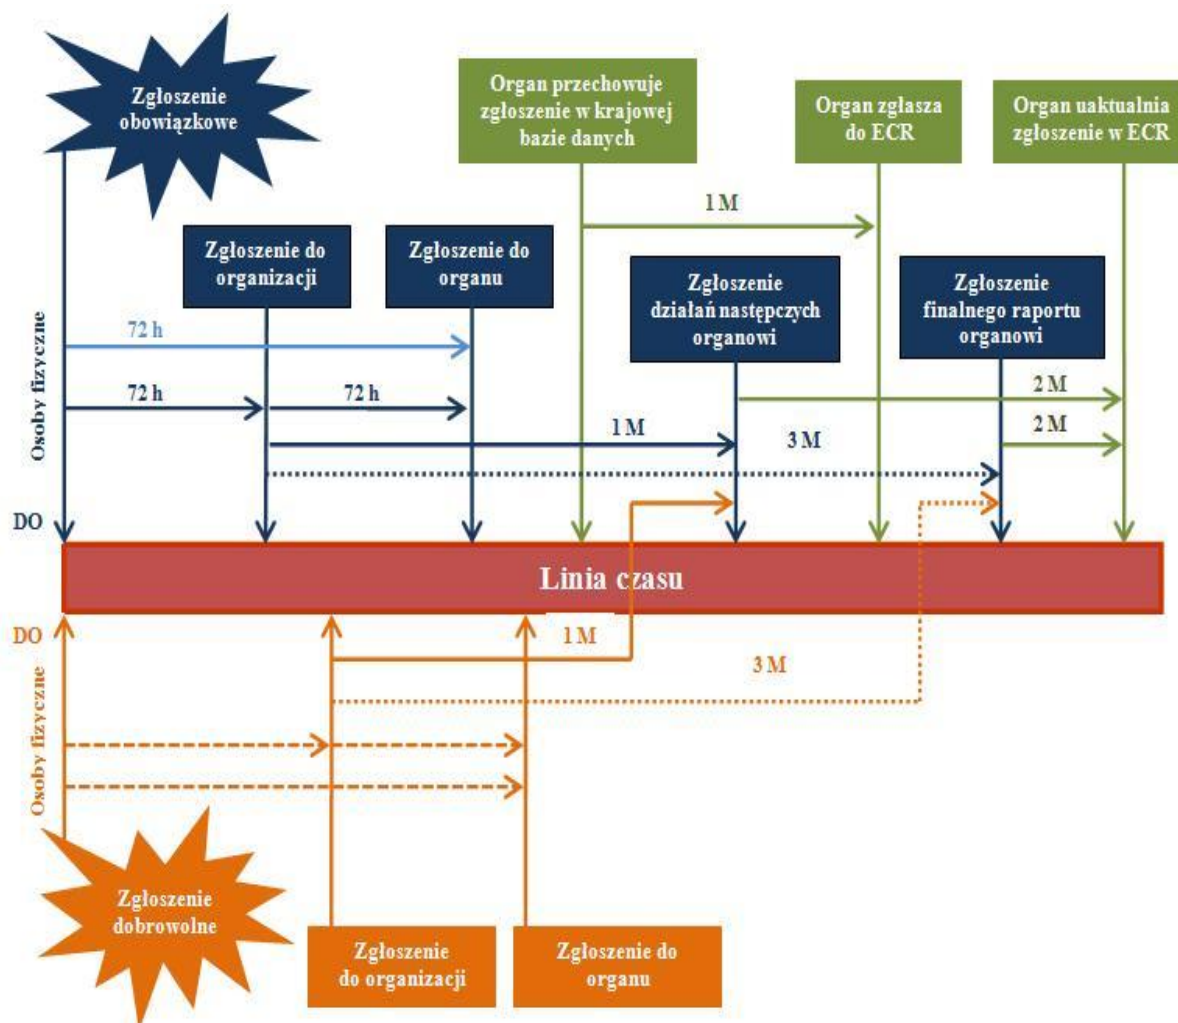 Zgłoszenie
obowiązkowe
Organ przechowuje
zgłoszenie w krajowej
bazie danych
Organ zgłasza
do ECR
Organ uaktualnia
zgłoszenie w ECR
1 M
Zgłoszenie do
organizacji
Zgłoszenie do
organu
Zgłoszenie
działań następczych
organowi
Zgłoszenie
finalnego raportu
organowi
Osoby fizyczne
72 h
72 h
72 h
2 M
1 M
3 M
2 M
DO
Linia czasu
DO
1 M
3 M
Osoby fizyczne
Zgłoszenie
dobrowolne
Zgłoszenie
do organizacji
Zgłoszenie do
organu